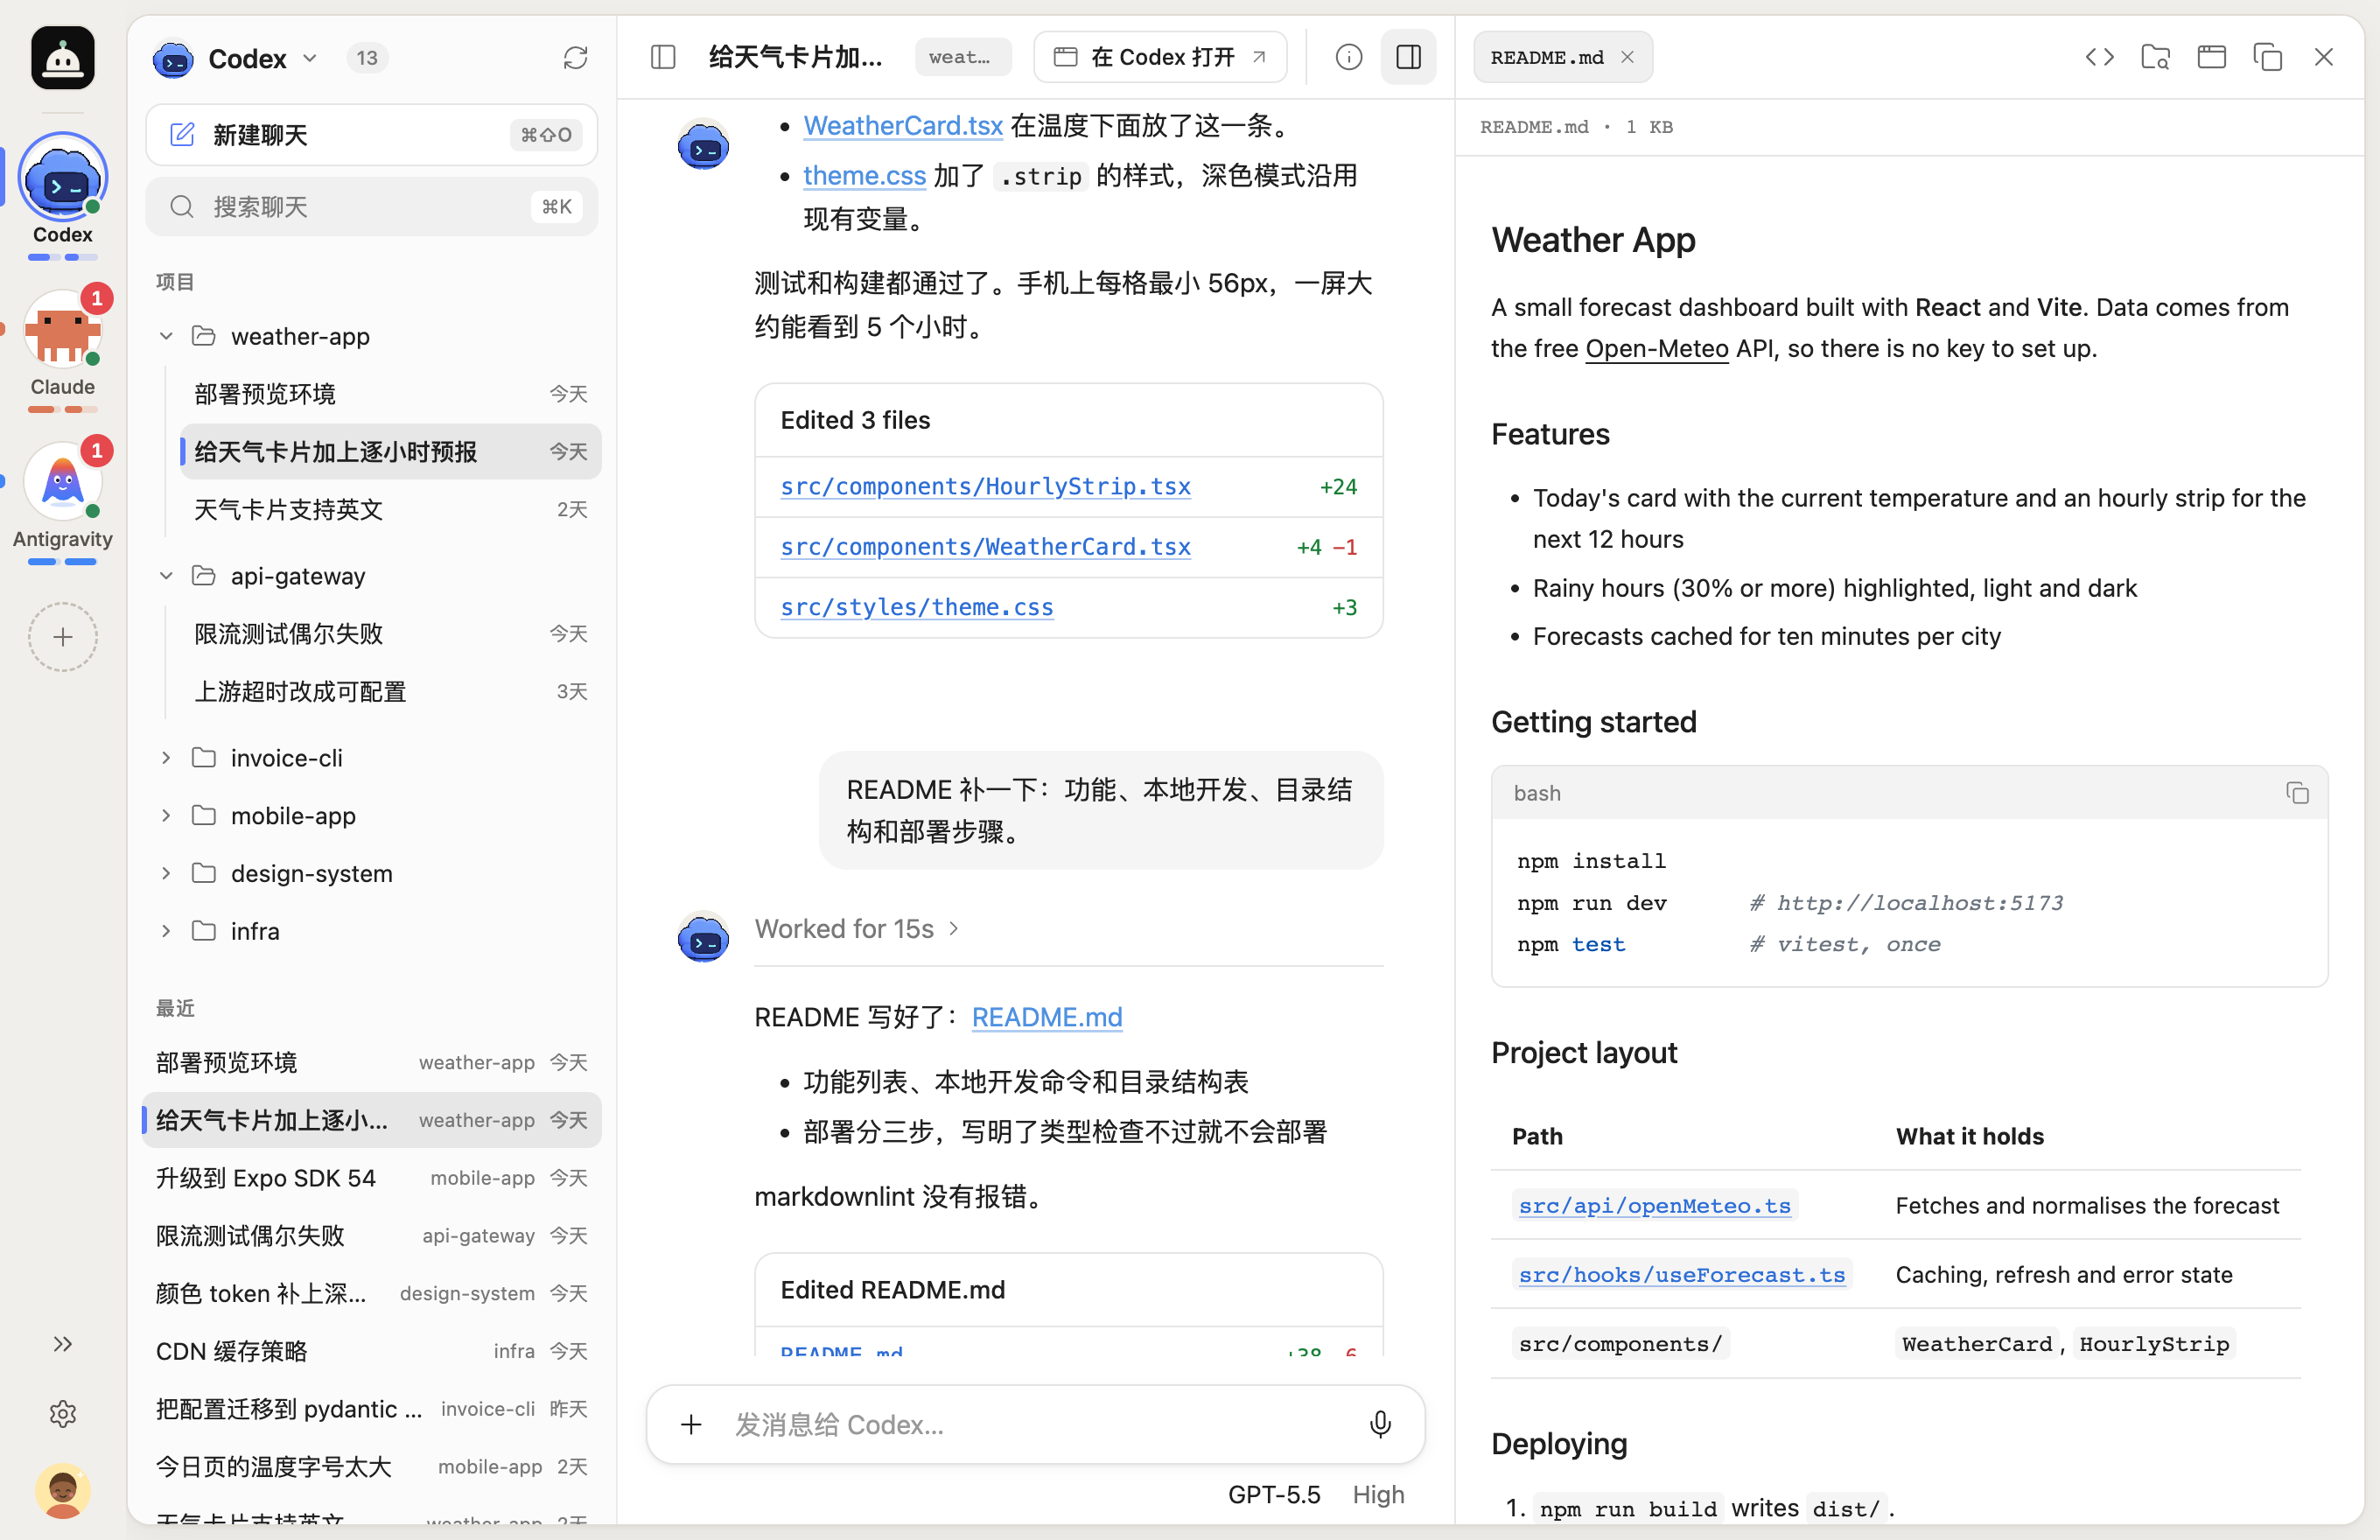 Codex
1
Claude
1
Antigravity
Codex
13
新建聊天
⌘⇧O
搜索聊天
⌘K
项目
weather-app
部署预览环境 今天
给天气卡片加上逐小时预报 今天
天气卡片支持英文 2天
api-gateway
限流测试偶尔失败 今天
上游超时改成可配置 3天
invoice-cli
mobile-app
design-system
infra
最近
部署预览环境 weather-app 今天
给天气卡片加上逐小... weather-app 今天
升级到 Expo SDK 54 mobile-app 今天
限流测试偶尔失败 api-gateway 今天
颜色 token 补上深... design-system 今天
CDN 缓存策略 infra 今天
把配置迁移到 pydantic ... invoice-cli 昨天
今日页的温度字号太大 mobile-app 2天
天气卡片支持英文 weather-app 2天
给天气卡片加... weat... 在 Codex 打开
WeatherCard.tsx 在温度下面放了这一条。
theme.css 加了 .strip 的样式，深色模式沿用
现有变量。
测试和构建都通过了。手机上每格最小 56px，一屏大
约能看到 5 个小时。
Edited 3 files
src/components/HourlyStrip.tsx +24
src/components/WeatherCard.tsx +4 −1
src/styles/theme.css +3
README 补一下：功能、本地开发、目录结
构和部署步骤。
Worked for 15s
README 写好了：README.md
功能列表、本地开发命令和目录结构表
部署分三步，写明了类型检查不过就不会部署
markdownlint 没有报错。
Edited README.md
README.md +38 −6
发消息给 Codex...
GPT-5.5 High
README.md
README.md · 1 KB
Weather App
A small forecast dashboard built with React and Vite. Data comes from
the free Open-Meteo API, so there is no key to set up.
Features
Today's card with the current temperature and an hourly strip for the
next 12 hours
Rainy hours (30% or more) highlighted, light and dark
Forecasts cached for ten minutes per city
Getting started
bash
npm install
npm run dev # http://localhost:5173
npm test # vitest, once
Project layout
Path What it holds
src/api/openMeteo.ts Fetches and normalises the forecast
src/hooks/useForecast.ts Caching, refresh and error state
src/components/ WeatherCard, HourlyStrip
Deploying
1. npm run build writes dist/.